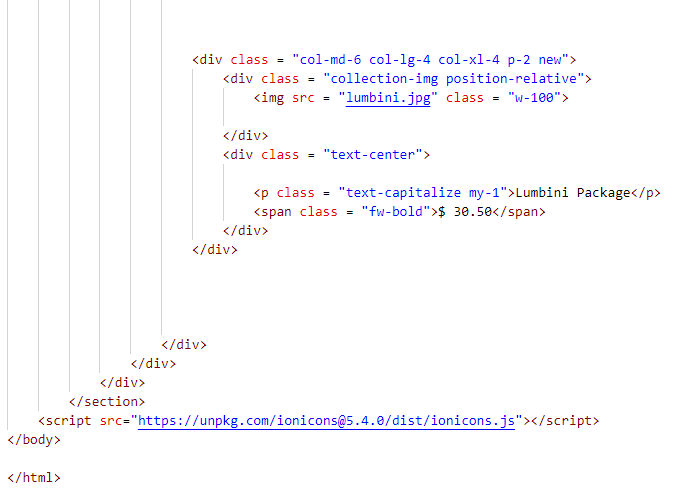 <div class = "col-md-6 col-lg-4 col-xl-4 p-2 new">
<div class = "collection-img position-relative">
<img src = "lumbini.jpg" class = "w-100">
</div>
<div class = "text-center">
<p class = "text-capitalize my-1">Lumbini Package</p>
<span class = "fw-bold">$ 30.50</span>
</div>
</div>
</div>
</div>
</div>
</section>
<script src="https://unpkg.com/ionicons@5.4.0/dist/ionicons.js"></script>
</body>
</html>